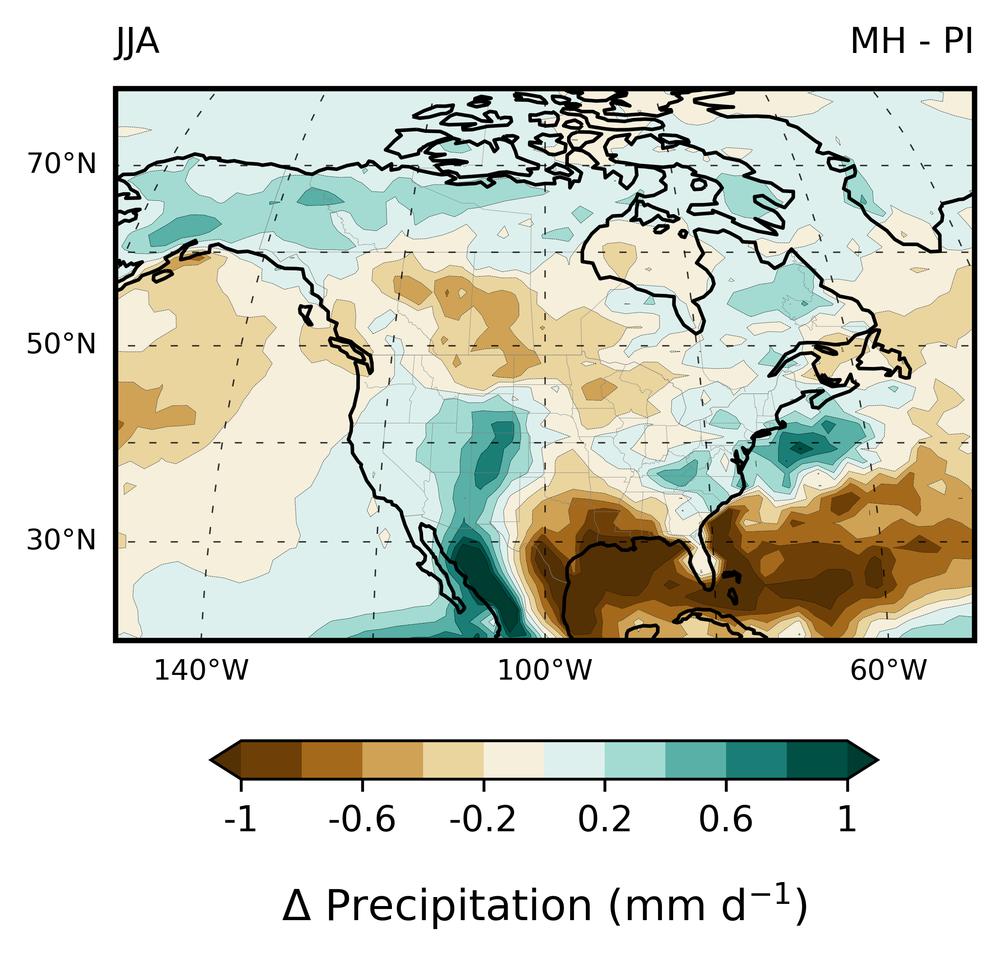 JJA MH - PI
70°N
50°N
30°N
140°W 100°W 60°W
-1 -0.6 -0.2 0.2 0.6 1
Δ Precipitation (mm d⁻¹)